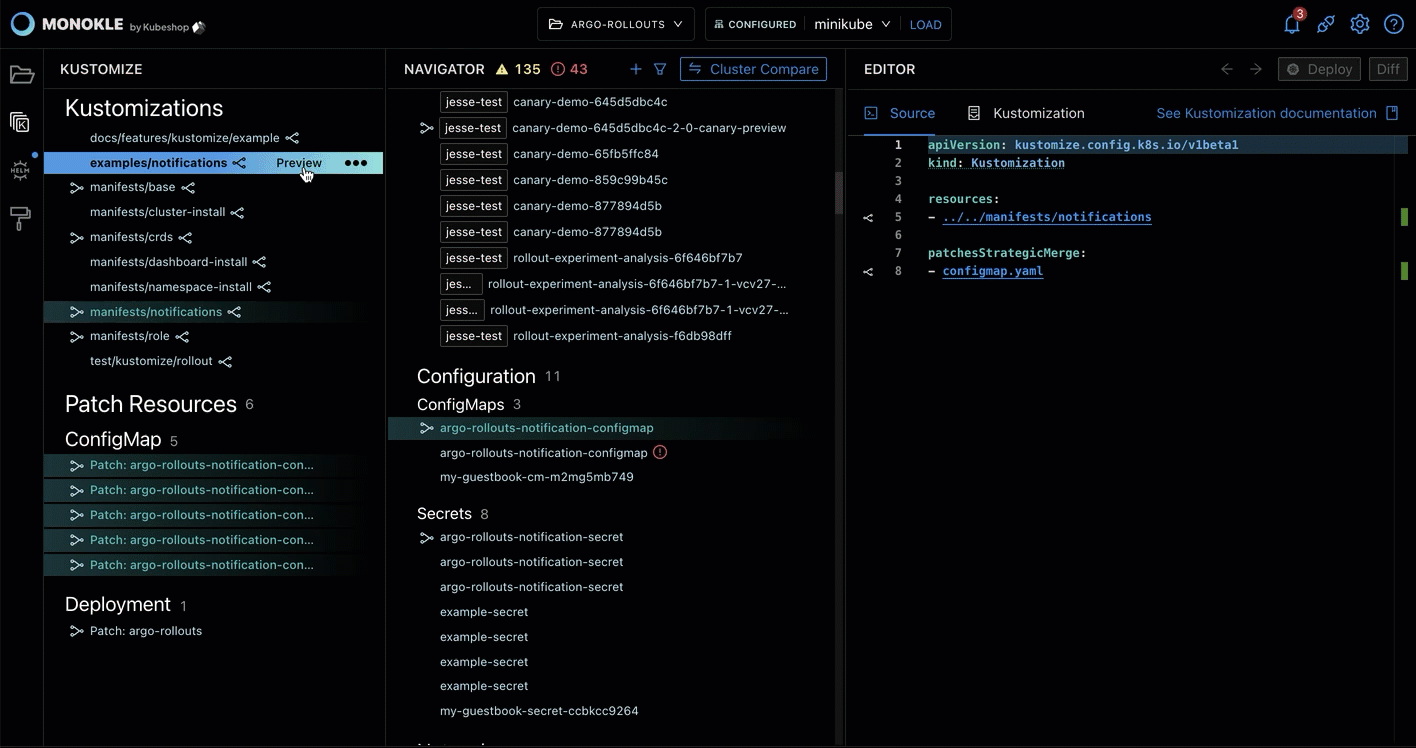 MONOKLE by Kubeshop
ARGO-ROLLOUTS
CONFIGURED minikube LOAD
3
KUSTOMIZE
Kustomizations
docs/features/kustomize/example
examples/notifications Preview •••
manifests/base
manifests/cluster-install
manifests/crds
manifests/dashboard-install
manifests/namespace-install
manifests/notifications
manifests/role
test/kustomize/rollout
Patch Resources 6
ConfigMap 5
Patch: argo-rollouts-notification-con...
Patch: argo-rollouts-notification-con...
Patch: argo-rollouts-notification-con...
Patch: argo-rollouts-notification-con...
Patch: argo-rollouts-notification-con...
Deployment 1
Patch: argo-rollouts
HELM
NAVIGATOR 135 43 + Cluster Compare
jesse-test canary-demo-645d5dbc4c
jesse-test canary-demo-645d5dbc4c-2-0-canary-preview
jesse-test canary-demo-65fb5ffc84
jesse-test canary-demo-859c99b45c
jesse-test canary-demo-877894d5b
jesse-test canary-demo-877894d5b
jesse-test rollout-experiment-analysis-6f646bf7b7
jes... rollout-experiment-analysis-6f646bf7b7-1-vcv27-...
jess... rollout-experiment-analysis-6f646bf7b7-1-vcv27-...
jesse-test rollout-experiment-analysis-f6db98dff
Configuration 11
ConfigMaps 3
argo-rollouts-notification-configmap
argo-rollouts-notification-configmap
my-guestbook-cm-m2mg5mb749
Secrets 8
argo-rollouts-notification-secret
argo-rollouts-notification-secret
argo-rollouts-notification-secret
example-secret
example-secret
example-secret
example-secret
my-guestbook-secret-ccbkcc9264
EDITOR Deploy Diff
Source Kustomization See Kustomization documentation
1 apiVersion: kustomize.config.k8s.io/v1beta1
2 kind: Kustomization
3
4 resources:
5 - ../../manifests/notifications
6
7 patchesStrategicMerge:
8 - configmap.yaml